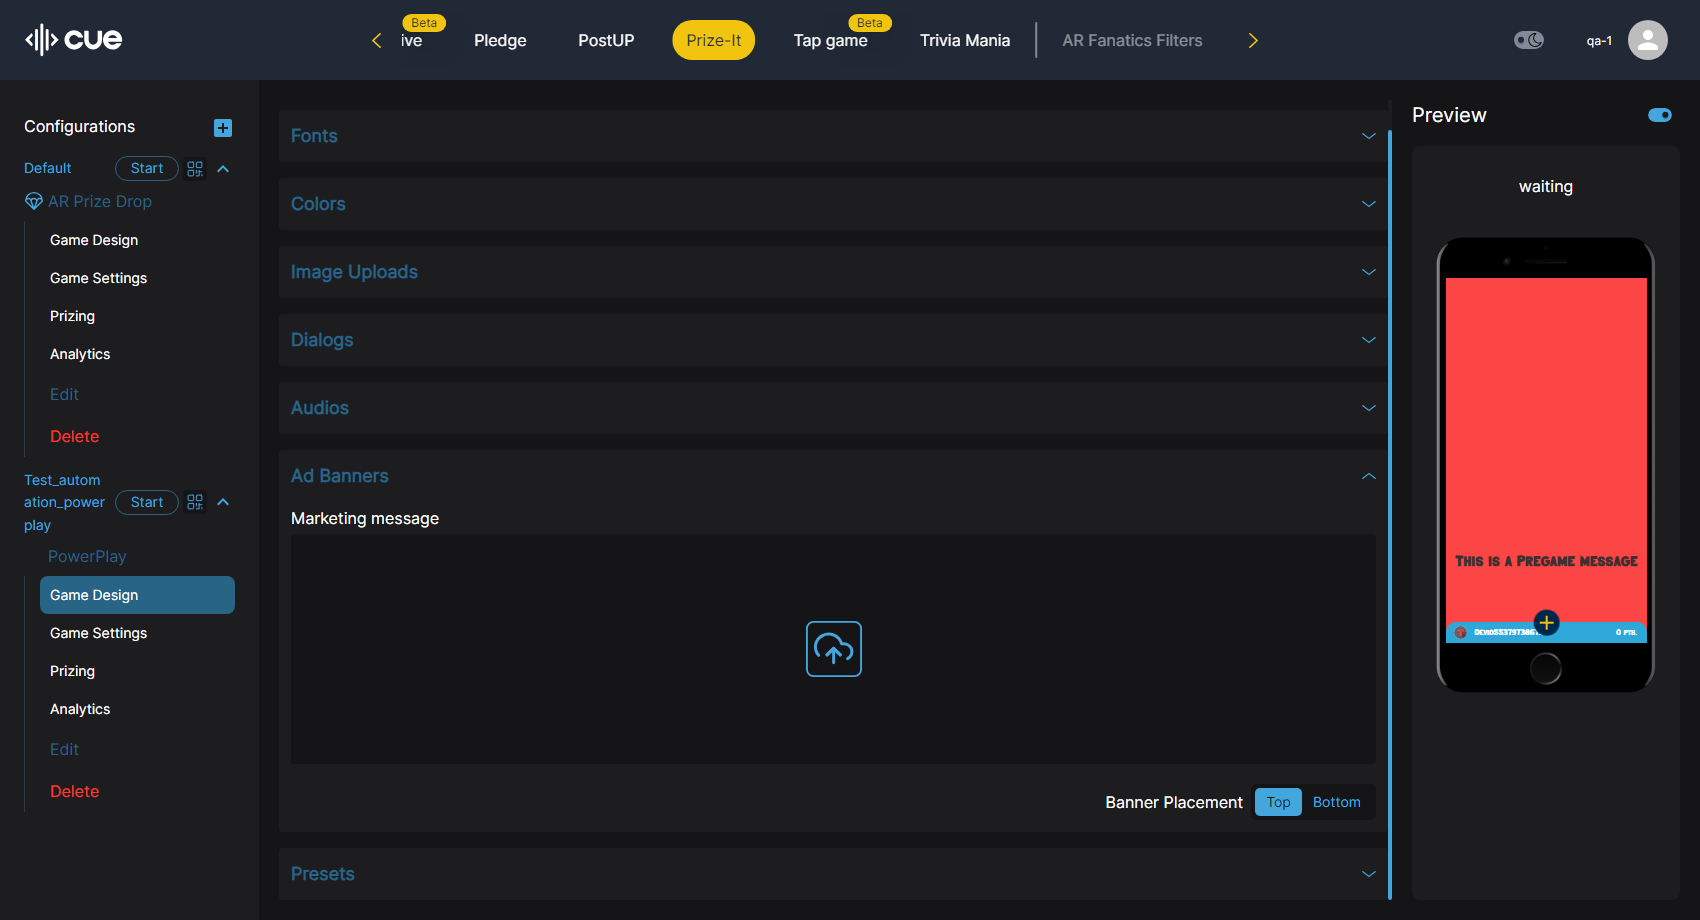 cue
Beta
ive
Pledge
PostUP
Prize-It
Beta
Tap game
Trivia Mania
AR Fanatics Filters
qa-1
Configurations
Default
Start
AR Prize Drop
Game Design
Game Settings
Prizing
Analytics
Edit
Delete
Test_autom
ation_power
play
Start
PowerPlay
Game Design
Game Settings
Prizing
Analytics
Edit
Delete
Fonts
Colors
Image Uploads
Dialogs
Audios
Ad Banners
Marketing message
Banner Placement
Top
Bottom
Presets
Preview
waiting
This is a Pregame message
0 pts.